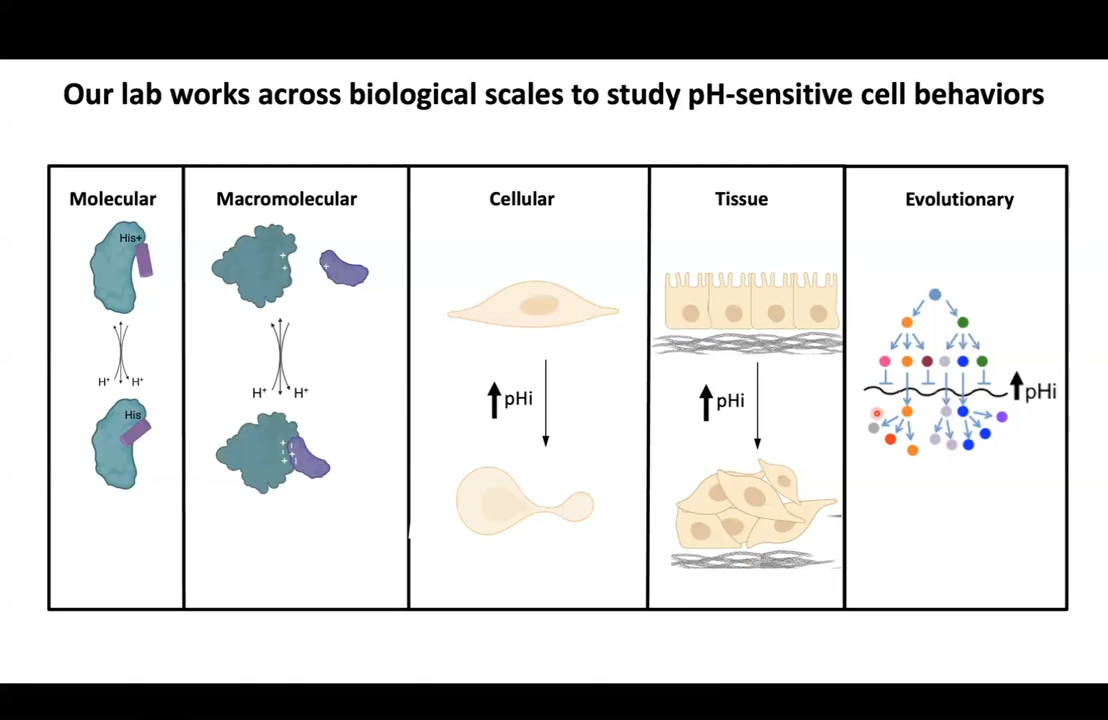 Our lab works across biological scales to study pH-sensitive cell behaviors
Molecular
His+
H⁺ H⁺
His
Macromolecular
+
+
+
H⁺ H⁺
Cellular
pHi
Tissue
pHi
Evolutionary
pHi